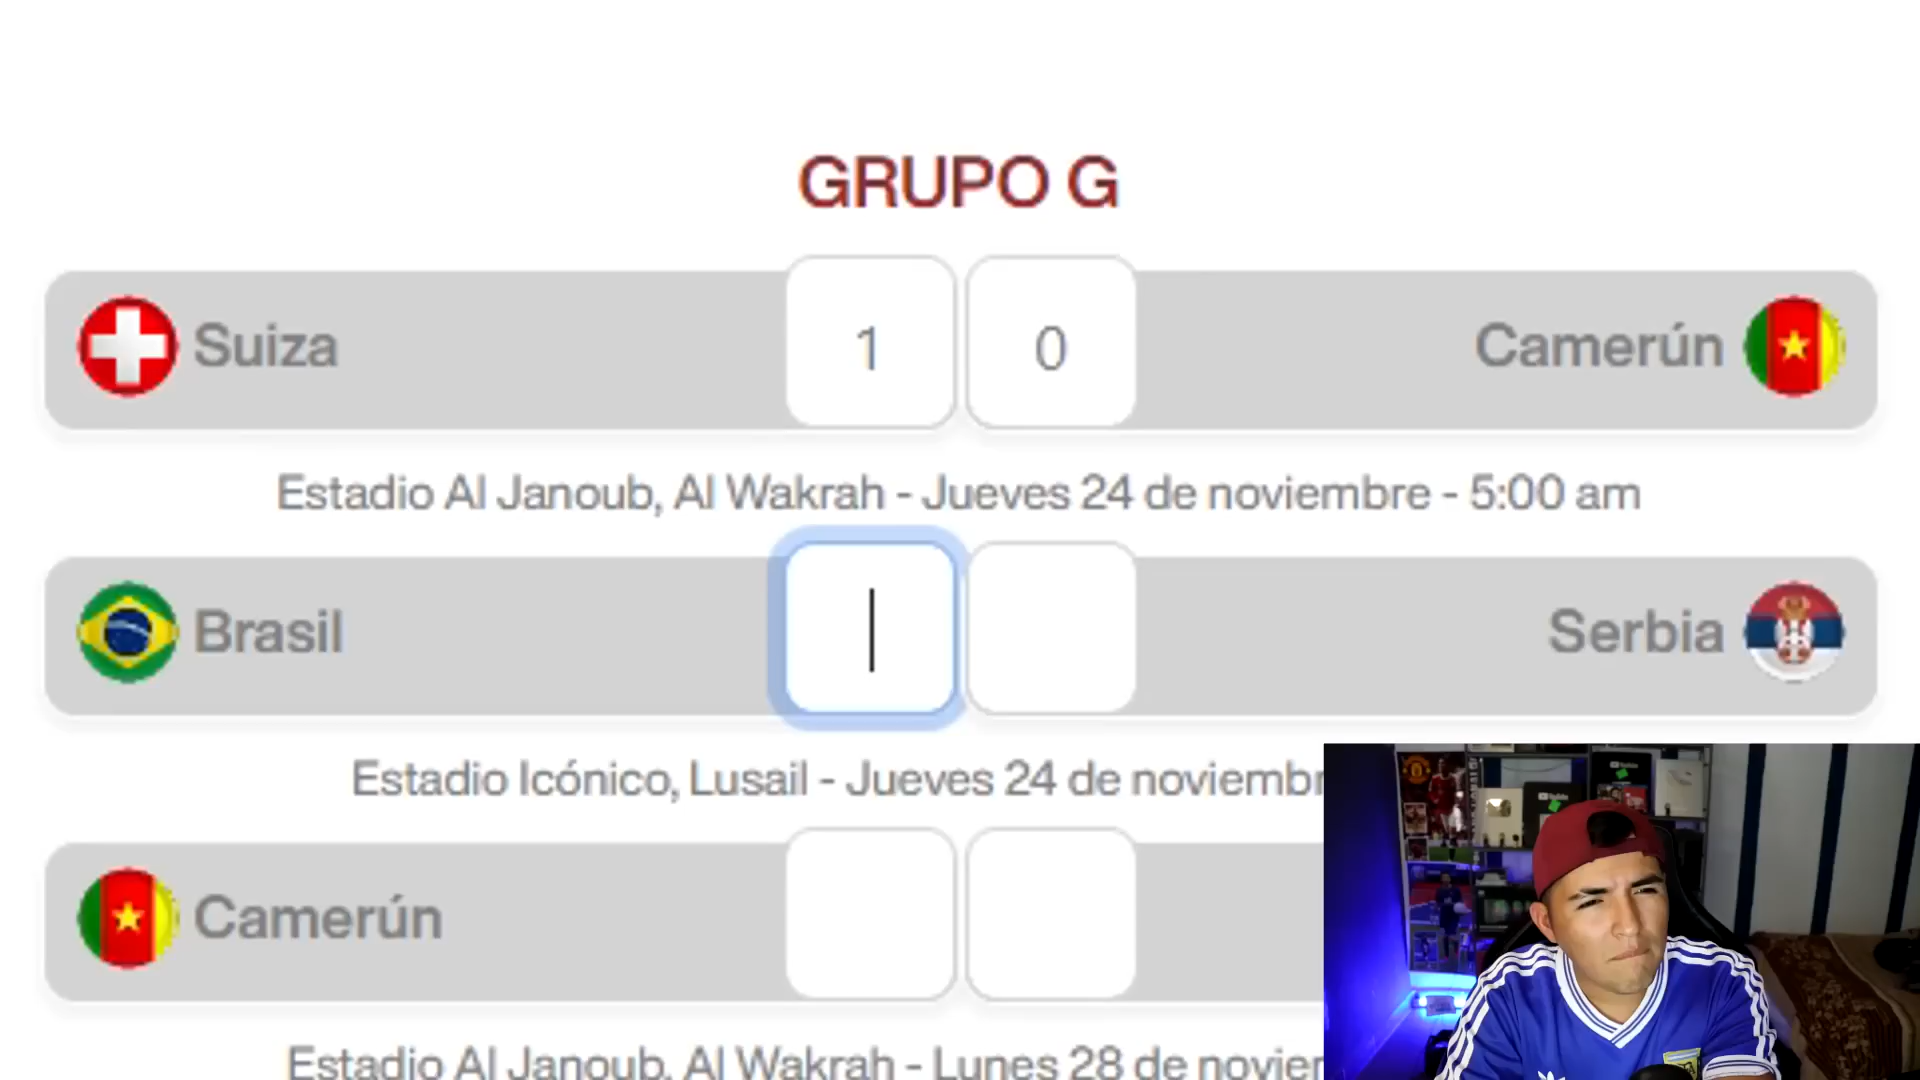 GRUPO G
Suiza 1 0 Camerún
Estadio Al Janoub, Al Wakrah - Jueves 24 de noviembre - 5:00 am
Brasil Serbia
Estadio Icónico, Lusail - Jueves 24 de noviembr
Camerún
Estadio Al Janoub, Al Wakrah - Lunes 28 de noviem